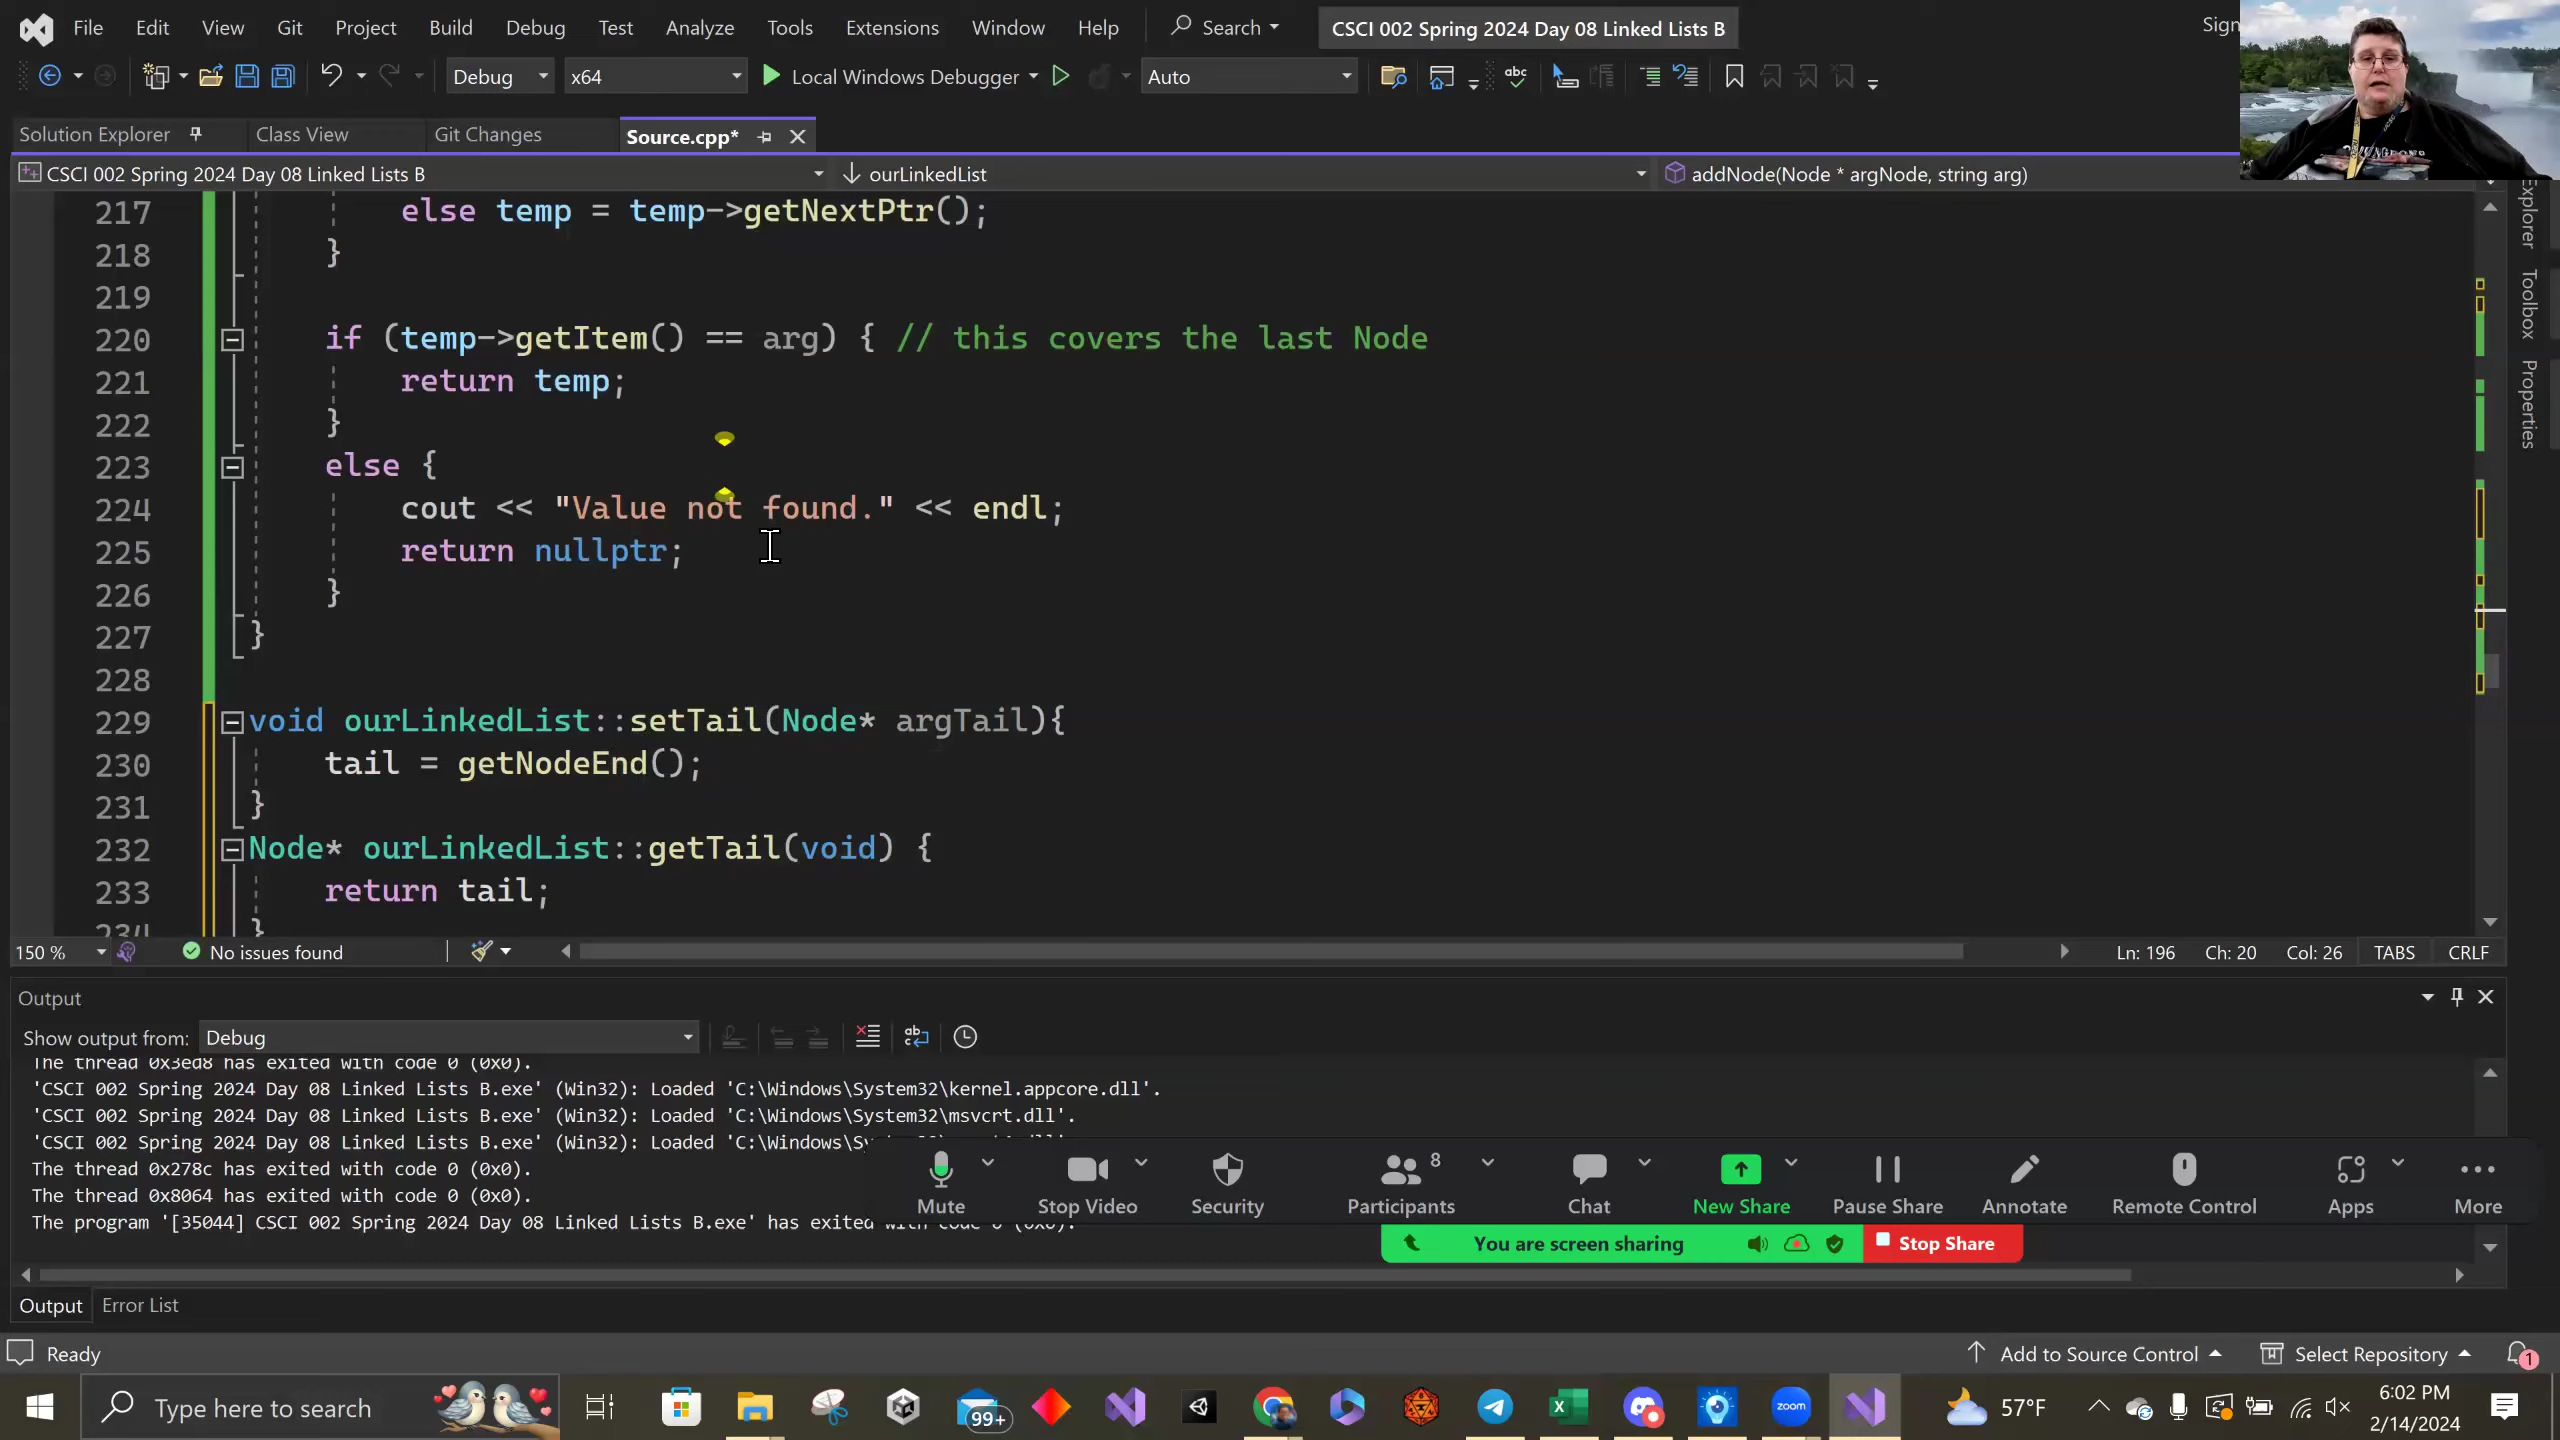 File Edit View Git Project Build Debug Test Analyze Tools Extensions Window Help Search CSCI 002 Spring 2024 Day 08 Linked Lists B Sign
Debug x64 Local Windows Debugger Auto
Solution Explorer Class View Git Changes Source.cpp*
CSCI 002 Spring 2024 Day 08 Linked Lists B ourLinkedList addNode(Node * argNode, string arg)
217 else temp = temp->getNextPtr();
218 }
219
220 if (temp->getItem() == arg) { // this covers the last Node
221 return temp;
222 }
223 else {
224 cout << "Value not found." << endl;
225 return nullptr;
226 }
227 }
228
229 void ourLinkedList::setTail(Node* argTail){
230 tail = getNodeEnd();
231 }
232 Node* ourLinkedList::getTail(void) {
233 return tail;
234 }
Explorer
Toolbox
Properties
150 % No issues found Ln: 196 Ch: 20 Col: 26 TABS CRLF
Output
Show output from: Debug
The thread 0x3ed8 has exited with code 0 (0x0).
'CSCI 002 Spring 2024 Day 08 Linked Lists B.exe' (Win32): Loaded 'C:\Windows\System32\kernel.appcore.dll'.
'CSCI 002 Spring 2024 Day 08 Linked Lists B.exe' (Win32): Loaded 'C:\Windows\System32\msvcrt.dll'.
'CSCI 002 Spring 2024 Day 08 Linked Lists B.exe' (Win32): Loaded
The thread 0x278c has exited with code 0 (0x0).
The thread 0x8064 has exited with code 0 (0x0).
The program '[35044] CSCI 002 Spring 2024 Day 08 Linked Lists B.exe' has exited with code 0 (0x0).
Mute Stop Video Security Participants 8 Chat New Share Pause Share Annotate Remote Control Apps More
You are screen sharing Stop Share
Output Error List
Ready Add to Source Control Select Repository 1
Type here to search 99+ zoom 57°F 6:02 PM
2/14/2024